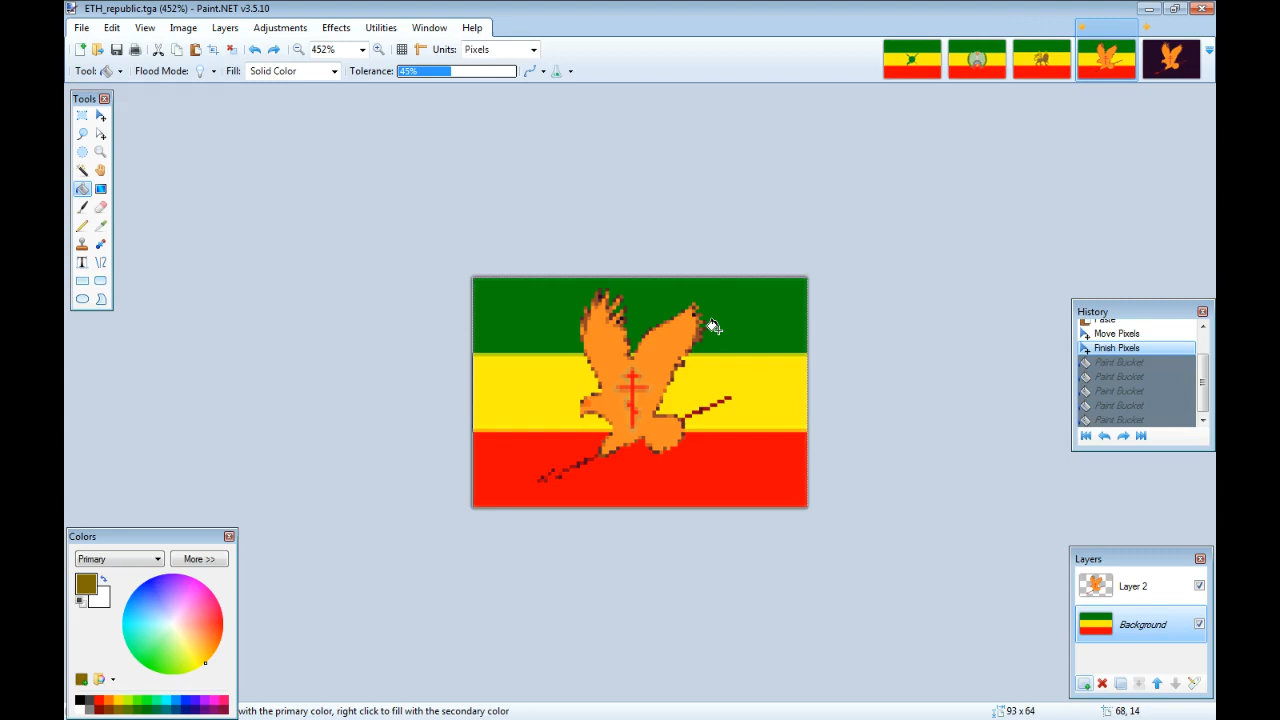 ETH_republic.tga (452%) - Paint.NET v3.5.10
File Edit View Image Layers Adjustments Effects Utilities Window Help
452% Units: Pixels
Tool: Flood Mode: Fill: Solid Color Tolerance: 45%
Tools
T
History
Paste
Move Pixels
Finish Pixels
Paint Bucket
Paint Bucket
Paint Bucket
Paint Bucket
Paint Bucket
Colors
Primary More >>
Layers
Layer 2
Background
with the primary color, right click to fill with the secondary color 93 x 64 68, 14